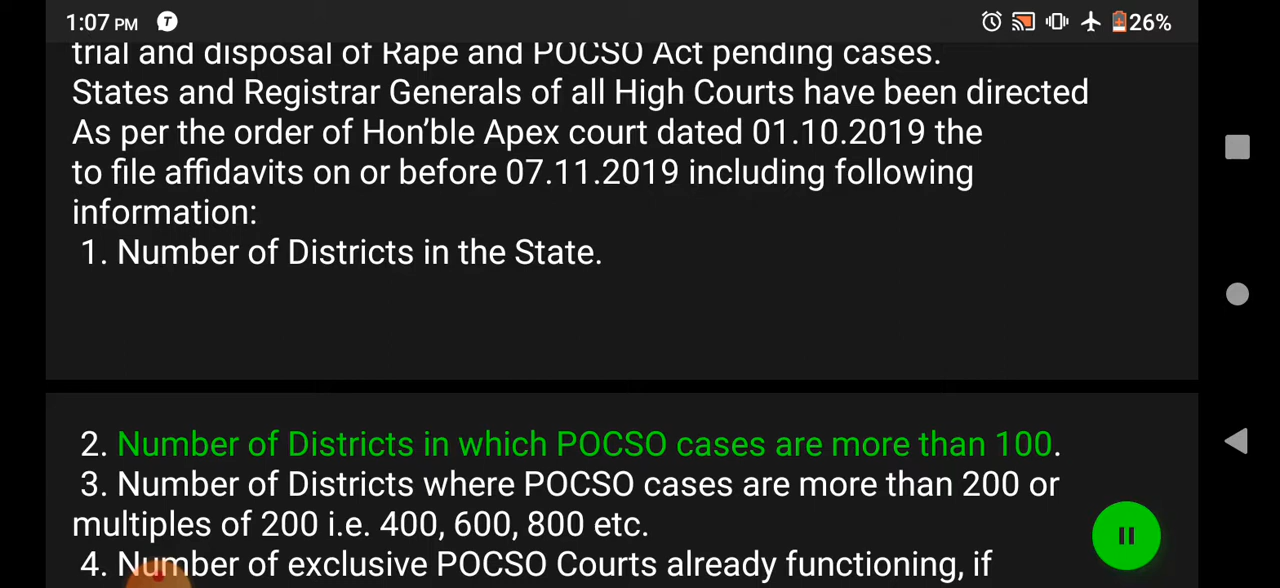 1:07 PM
26%
trial and disposal of Rape and POCSO Act pending cases.
States and Registrar Generals of all High Courts have been directed
As per the order of Hon’ble Apex court dated 01.10.2019 the
to file affidavits on or before 07.11.2019 including following
information:
1. Number of Districts in the State.
2. Number of Districts in which POCSO cases are more than 100.
3. Number of Districts where POCSO cases are more than 200 or
multiples of 200 i.e. 400, 600, 800 etc.
4. Number of exclusive POCSO Courts already functioning, if